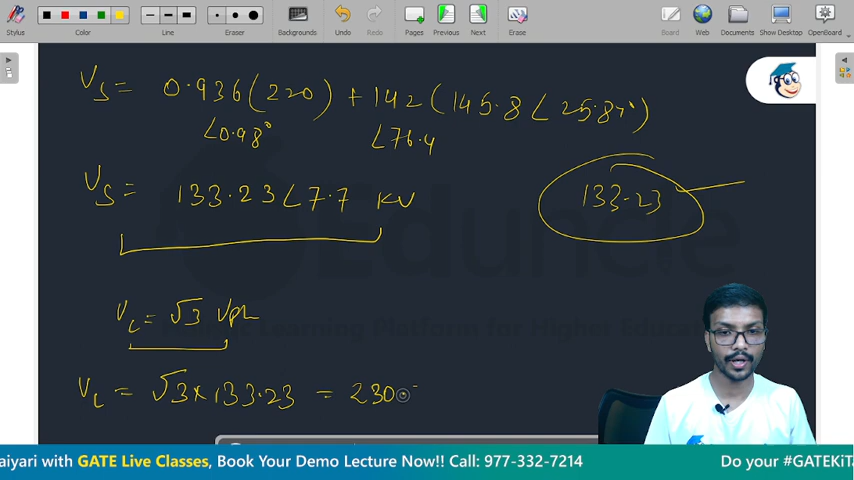 Stylus Color Line Eraser Backgrounds Undo Redo Pages Previous Next Erase Board Web Documents Show Desktop OpenBoard
VS = 0.936 (220) + 142 (145.8 ∠25.84°)
∠0.98° ∠76.4
VS = 133.23∠7.7 KV
133.23
Eduncle
VL = √3 Vph
VL = √3×133.23 = 230
aiyari with GATE Live Classes, Book Your Demo Lecture Now!! Call: 977-332-7214 Do your #GATEKiTa